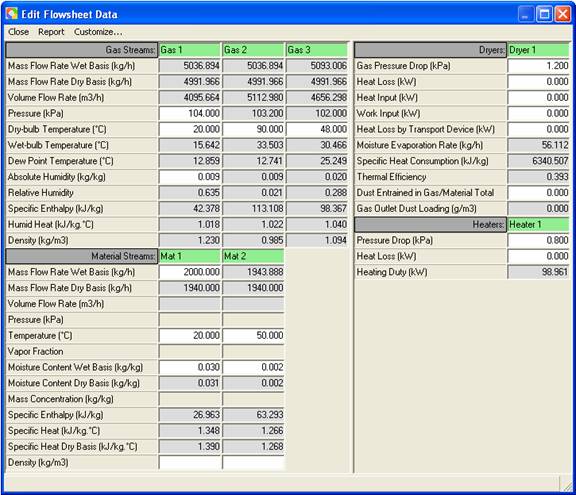 Edit Flowsheet Data
Close Report Customize...
Gas Streams: Gas 1 Gas 2 Gas 3
Mass Flow Rate Wet Basis (kg/h) 5036.894 5036.894 5093.006
Mass Flow Rate Dry Basis (kg/h) 4991.966 4991.966 4991.966
Volume Flow Rate (m3/h) 4095.664 5112.980 4656.298
Pressure (kPa) 104.000 103.200 102.000
Dry-bulb Temperature (°C) 20.000 90.000 48.000
Wet-bulb Temperature (°C) 15.642 33.503 30.466
Dew Point Temperature (°C) 12.859 12.741 25.249
Absolute Humidity (kg/kg) 0.009 0.009 0.020
Relative Humidity 0.635 0.021 0.288
Specific Enthalpy (kJ/kg) 42.378 113.108 98.367
Humid Heat (kJ/kg.°C) 1.018 1.022 1.040
Density (kg/m3) 1.230 0.985 1.094
Material Streams: Mat 1 Mat 2
Mass Flow Rate Wet Basis (kg/h) 2000.000 1943.888
Mass Flow Rate Dry Basis (kg/h) 1940.000 1940.000
Volume Flow Rate (m3/h)
Pressure (kPa)
Temperature (°C) 20.000 50.000
Vapor Fraction
Moisture Content Wet Basis (kg/kg) 0.030 0.002
Moisture Content Dry Basis (kg/kg) 0.031 0.002
Mass Concentration (kg/kg)
Specific Enthalpy (kJ/kg) 26.963 63.293
Specific Heat (kJ/kg.°C) 1.348 1.266
Specific Heat Dry Basis (kJ/kg.°C) 1.390 1.268
Density (kg/m3)
Dryers: Dryer 1
Gas Pressure Drop (kPa) 1.200
Heat Loss (kW) 0.000
Heat Input (kW) 0.000
Work Input (kW) 0.000
Heat Loss by Transport Device (kW) 0.000
Moisture Evaporation Rate (kg/h) 56.112
Specific Heat Consumption (kJ/kg) 6340.507
Thermal Efficiency 0.393
Dust Entrained in Gas/Material Total 0.000
Gas Outlet Dust Loading (g/m3) 0.000
Heaters: Heater 1
Pressure Drop (kPa) 0.800
Heat Loss (kW) 0.000
Heating Duty (kW) 98.961